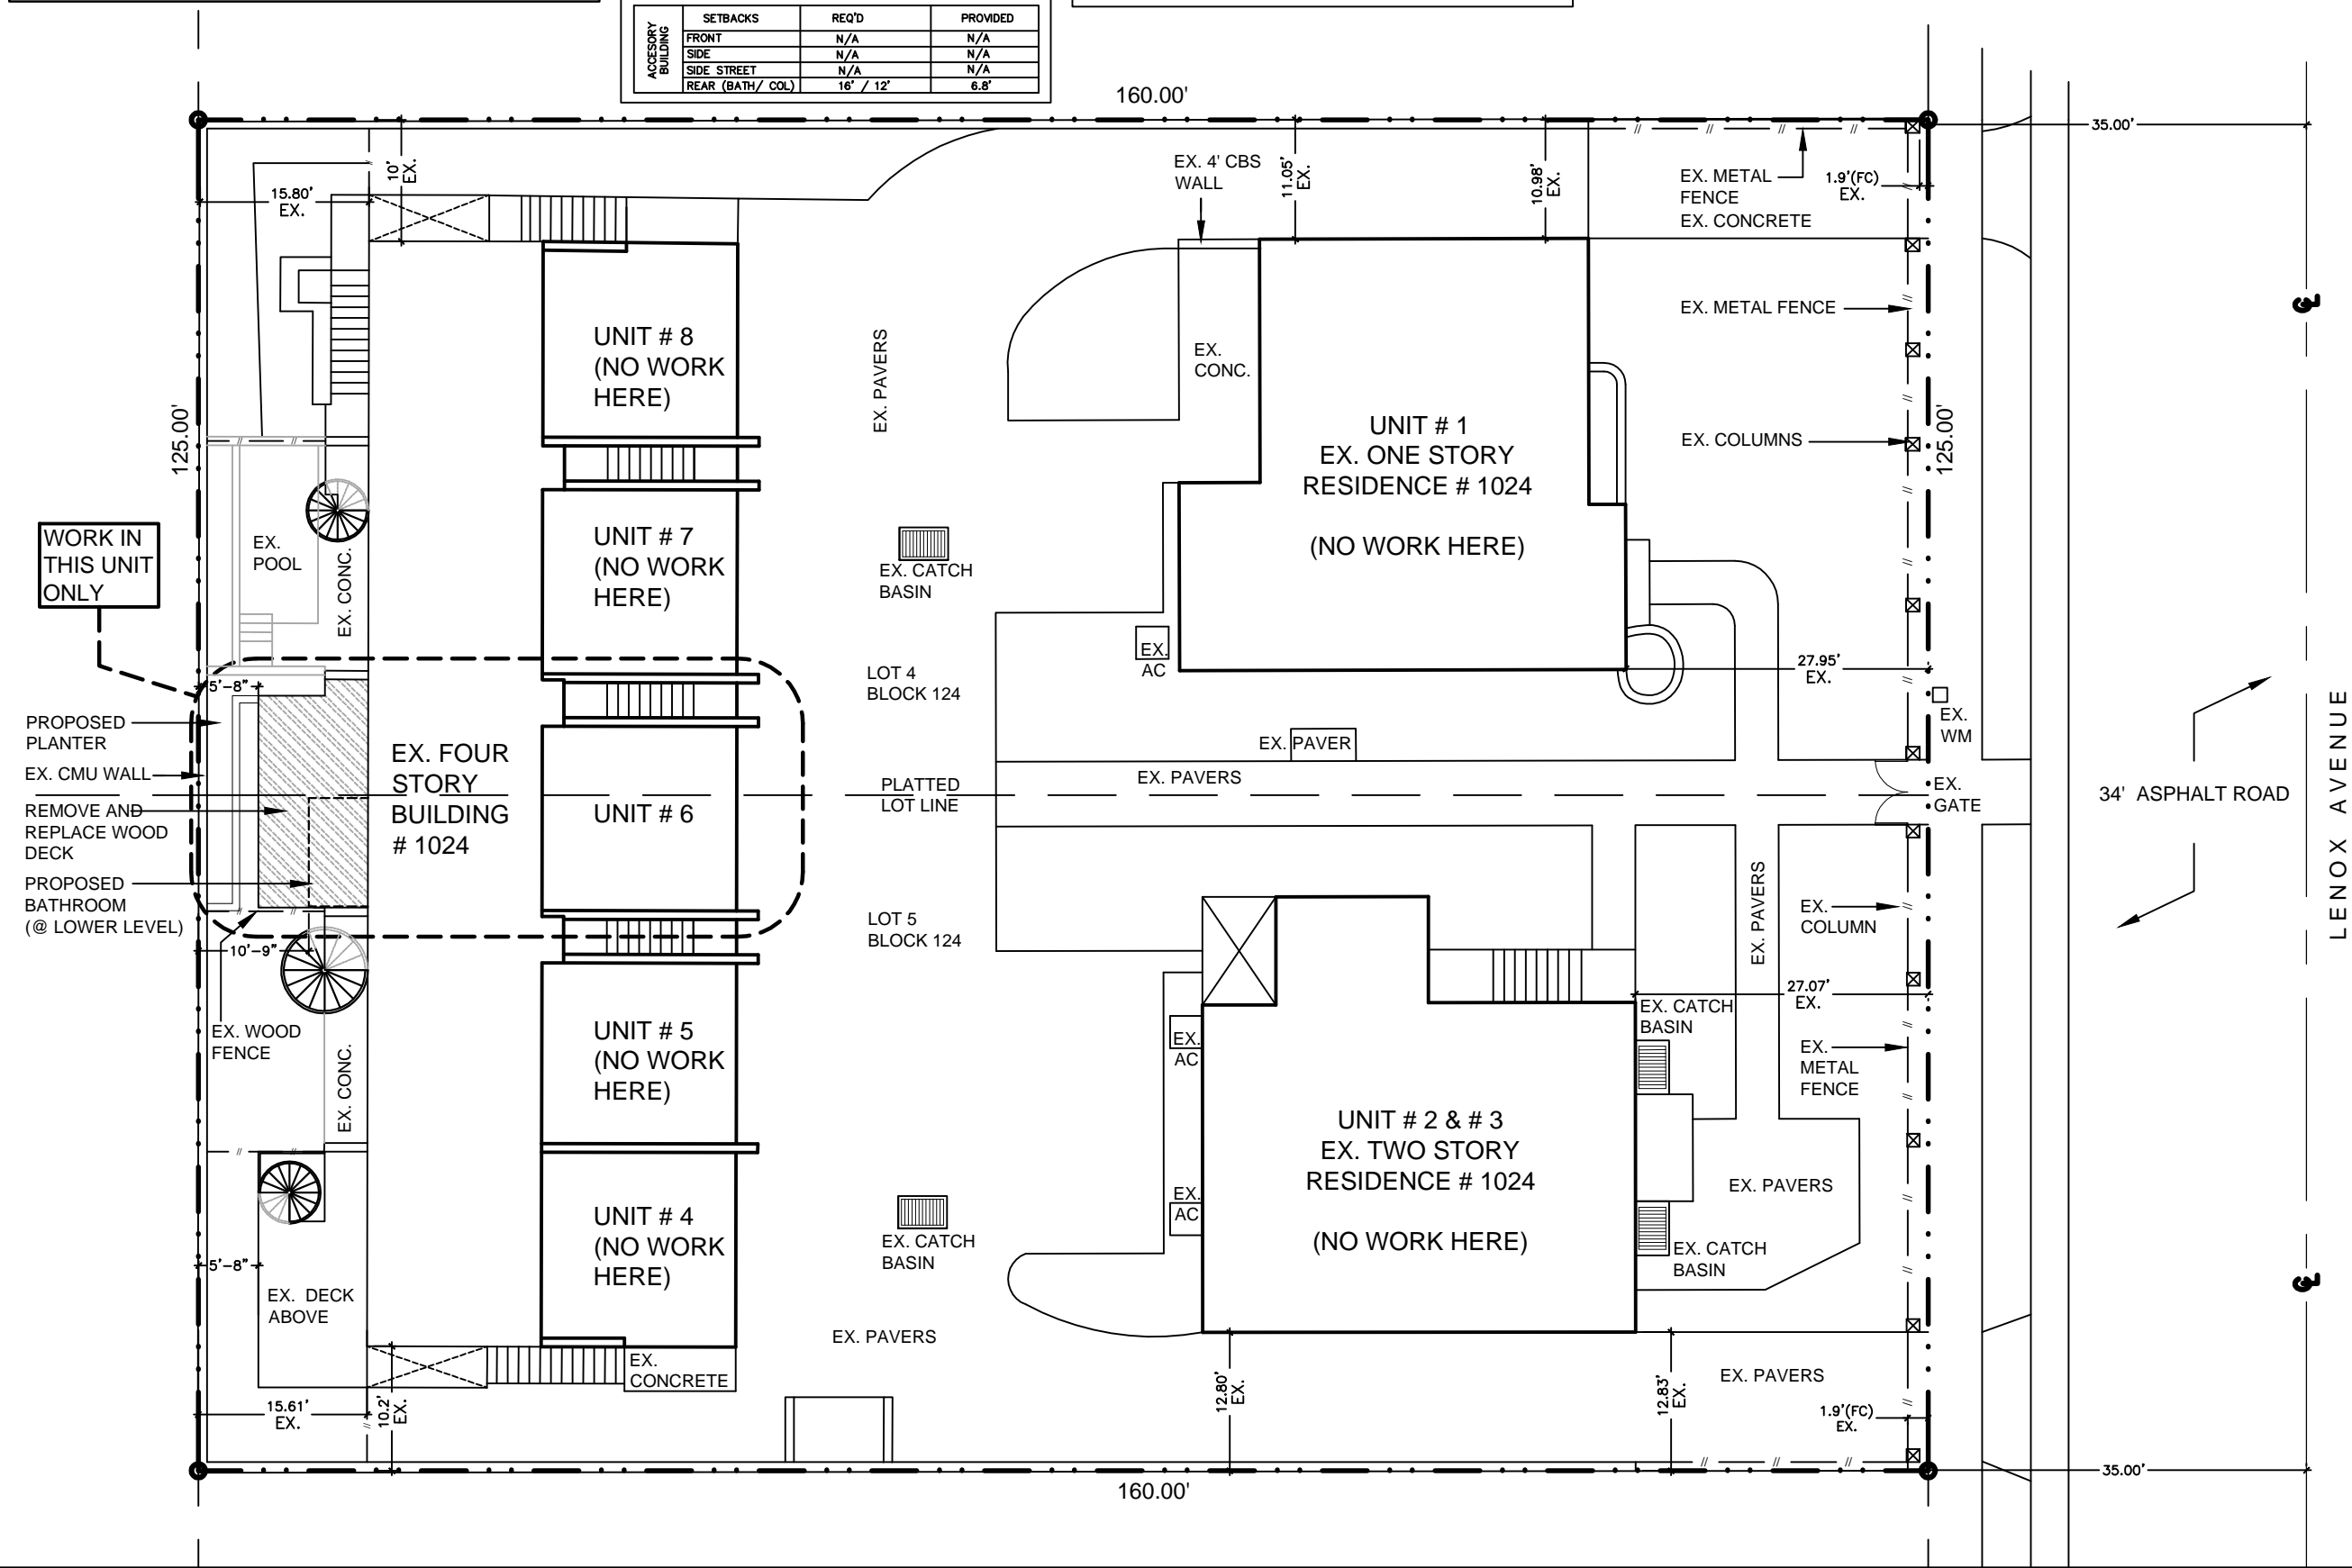 ACCESORY
BUILDING
SETBACKS REQ'D PROVIDED
FRONT N/A N/A
SIDE N/A N/A
SIDE STREET N/A N/A
REAR (BATH/ COL) 16' / 12' 6.8'
160.00'
35.00'
10'
EX.
15.80'
EX.
EX. 4' CBS
WALL
11.05'
EX.
10.98'
EX.
EX. METAL
FENCE
EX. CONCRETE
1.9'(FC)
EX.
EX. METAL FENCE
EX. COLUMNS
125.00'
125.00'
UNIT # 8
(NO WORK
HERE)
EX. PAVERS
EX.
CONC.
UNIT # 1
EX. ONE STORY
RESIDENCE # 1024
(NO WORK HERE)
WORK IN
THIS UNIT
ONLY
EX.
POOL
EX. CONC.
UNIT # 7
(NO WORK
HERE)
EX. CATCH
BASIN
EX.
AC
27.95'
EX.
LOT 4
BLOCK 124
5'-8"
PROPOSED
PLANTER
EX. CMU WALL
REMOVE AND
REPLACE WOOD
DECK
PROPOSED
BATHROOM
(@ LOWER LEVEL)
EX. FOUR
STORY
BUILDING
# 1024
UNIT # 6
PLATTED
LOT LINE
EX. PAVER
EX. PAVERS
EX.
WM
EX.
GATE
34' ASPHALT ROAD
LENOX AVENUE
LOT 5
BLOCK 124
10'-9"
EX. WOOD
FENCE
EX. CONC.
UNIT # 5
(NO WORK
HERE)
EX. PAVERS
EX.
COLUMN
27.07'
EX.
EX. CATCH
BASIN
EX.
METAL
FENCE
EX.
AC
UNIT # 2 & # 3
EX. TWO STORY
RESIDENCE # 1024
(NO WORK HERE)
EX.
AC
EX. PAVERS
EX. CATCH
BASIN
UNIT # 4
(NO WORK
HERE)
EX. CATCH
BASIN
5'-8"
EX. DECK
ABOVE
EX. PAVERS
EX.
CONCRETE
15.61'
EX.
10.2'
EX.
12.80'
EX.
12.83'
EX.
EX. PAVERS
1.9'(FC)
EX.
160.00'
35.00'